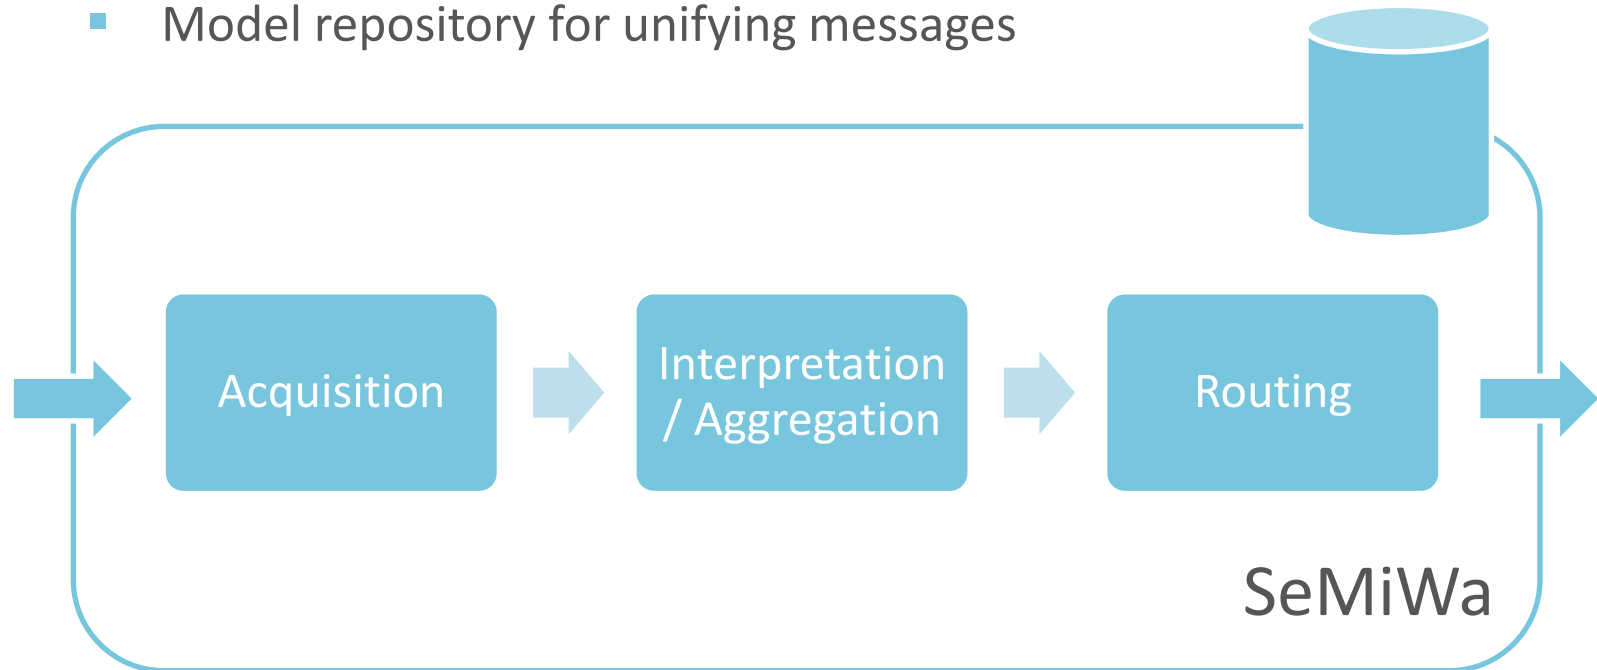 ▪ Model repository for unifying messages
Acquisition
Interpretation
/ Aggregation
Routing
SeMiWa